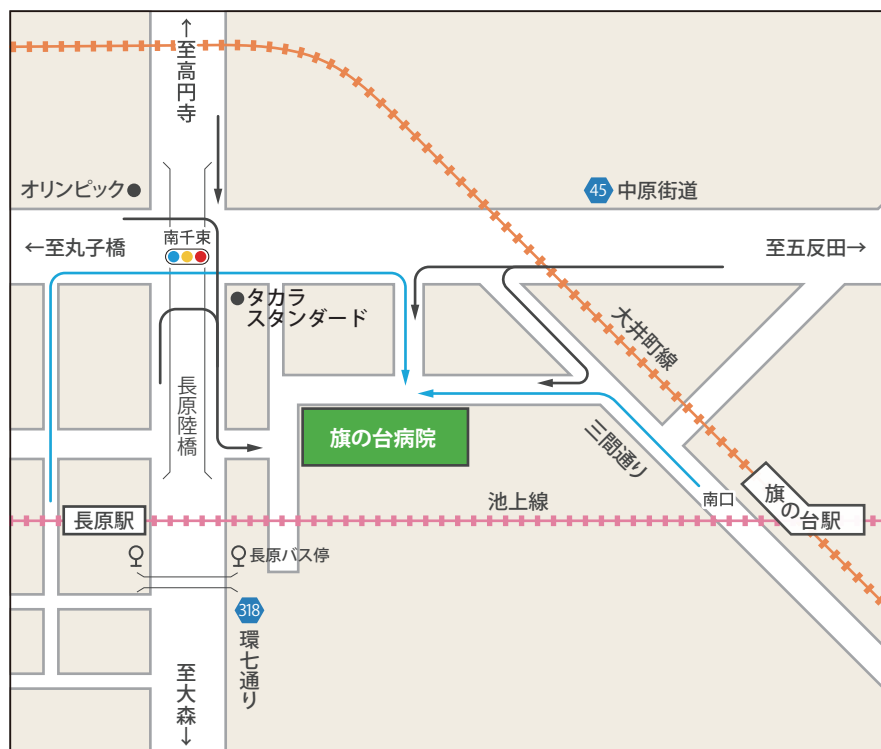 ↑至高円寺
オリンピック
45 中原街道
←至丸子橋
南千束
至五反田→
タカラ
スタンダード
大井町線
長原陸橋
旗の台病院
三間通り
池上線
南口
旗の台駅
長原駅
長原バス停
318
環七通り
至大森↓